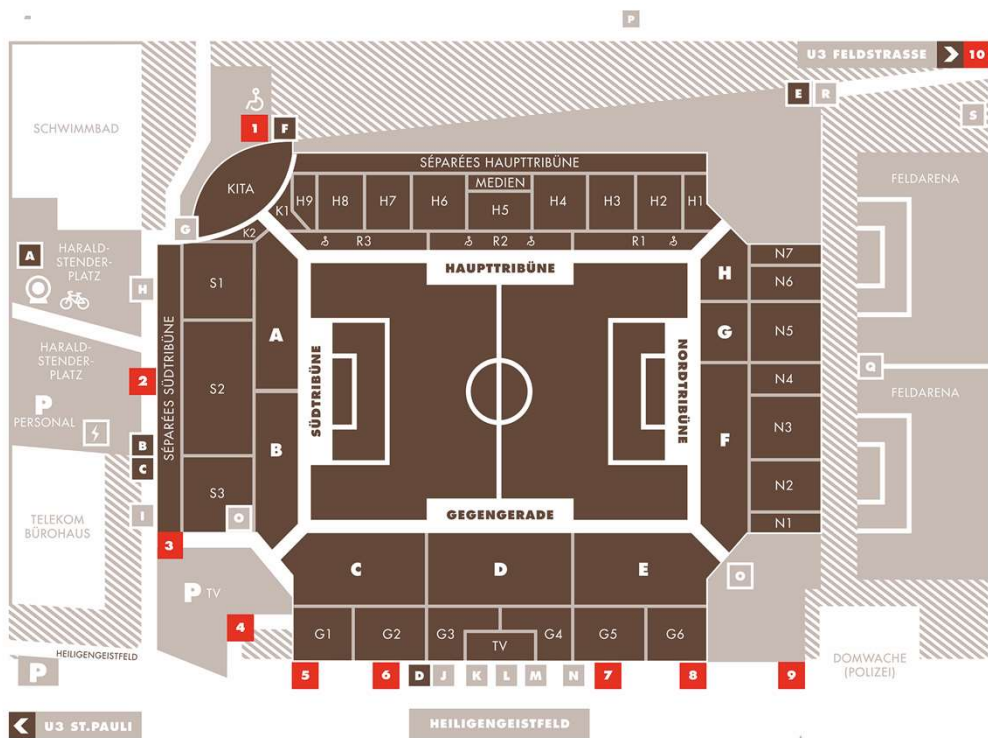 P
U3 FELDSTRASSE
10
E
R
S
SCHWIMMBAD
1
F
SÉPARÉES HAUPTTRIBÜNE
MEDIEN
FELDARENA
KITA
K1
H9
H8
H7
H6
H5
H4
H3
H2
H1
G
K2
R3
R2
R1
A
HARALD-
STENDER-
PLATZ
H
HAUPTTRIBÜNE
H
N7
N6
S1
A
G
N5
SÉPARÉES SÜDTRIBÜNE
SÜDTRIBÜNE
NORDTRIBÜNE
HARALD-
STENDER-
PLATZ
2
S2
N4
Q
P
PERSONAL
FELDARENA
B
C
B
F
N3
S3
N2
I
O
TELEKOM
BÜROHAUS
GEGENGERADE
N1
3
C
D
E
O
P TV
4
G1
G2
G3
TV
G4
G5
G6
HEILIGENGEISTFELD
P
5
6
D
J
K
L
M
N
7
8
9
DOMWACHE
(POLIZEI)
U3 ST.PAULI
HEILIGENGEISTFELD